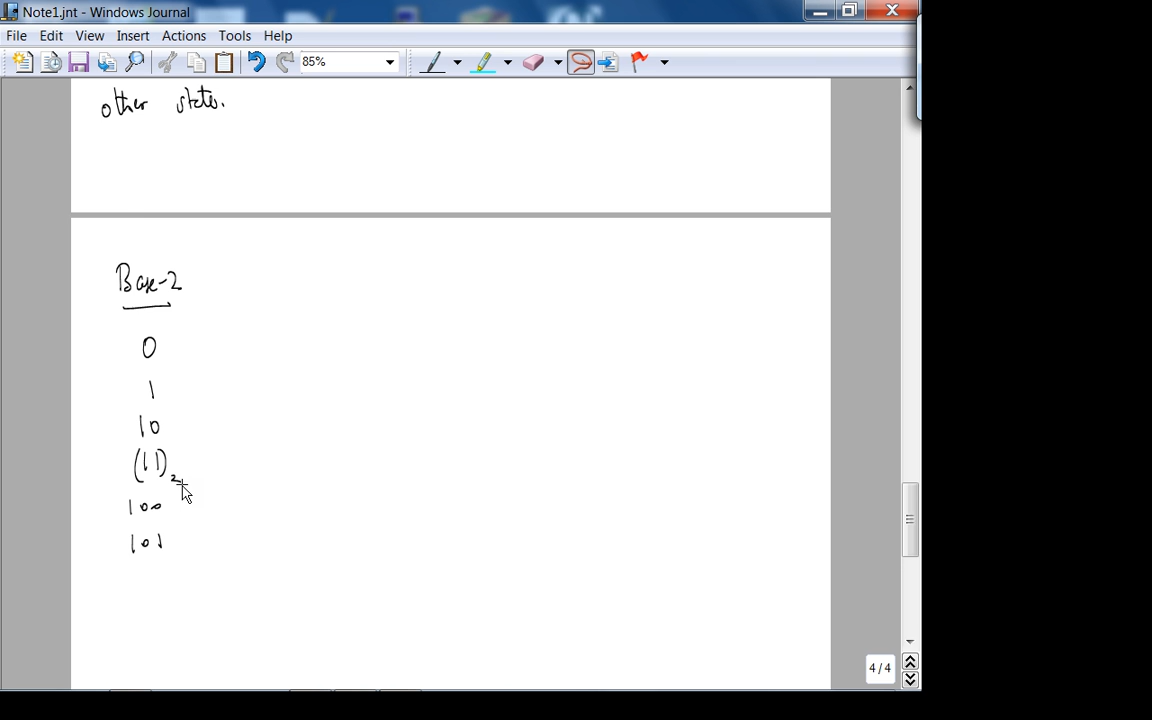 Note1.jnt - Windows Journal
File Edit View Insert Actions Tools Help
85%
other states.
Base-2
0
1
10
(11)2
100
101
4 / 4